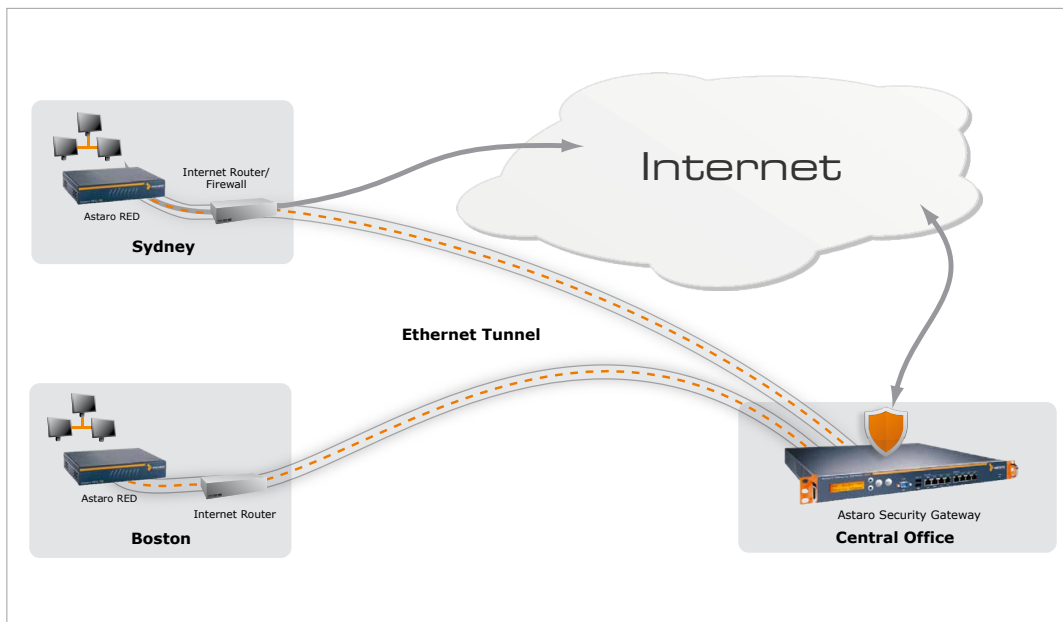 Internet
Internet Router/
Firewall
Astaro RED
Sydney
Ethernet Tunnel
Astaro RED
Internet Router
Boston
Astaro Security Gateway
Central Office